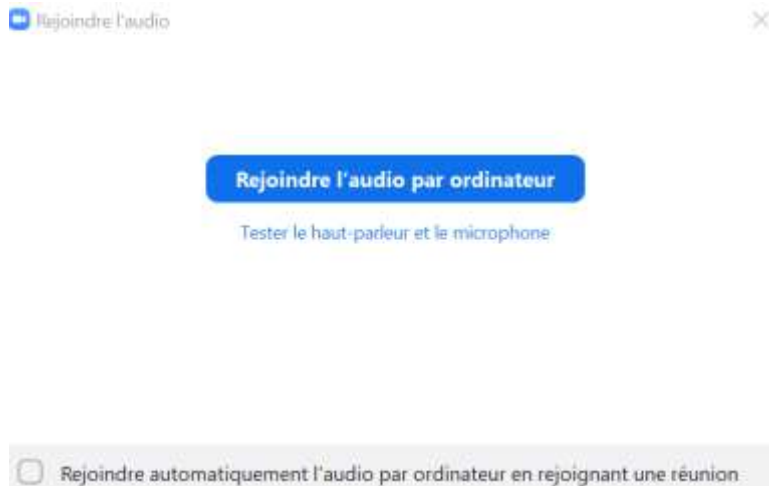 Rejoindre l'audio
Rejoindre l'audio par ordinateur
Tester le haut-parleur et le microphone
Rejoindre automatiquement l'audio par ordinateur en rejoignant une réunion